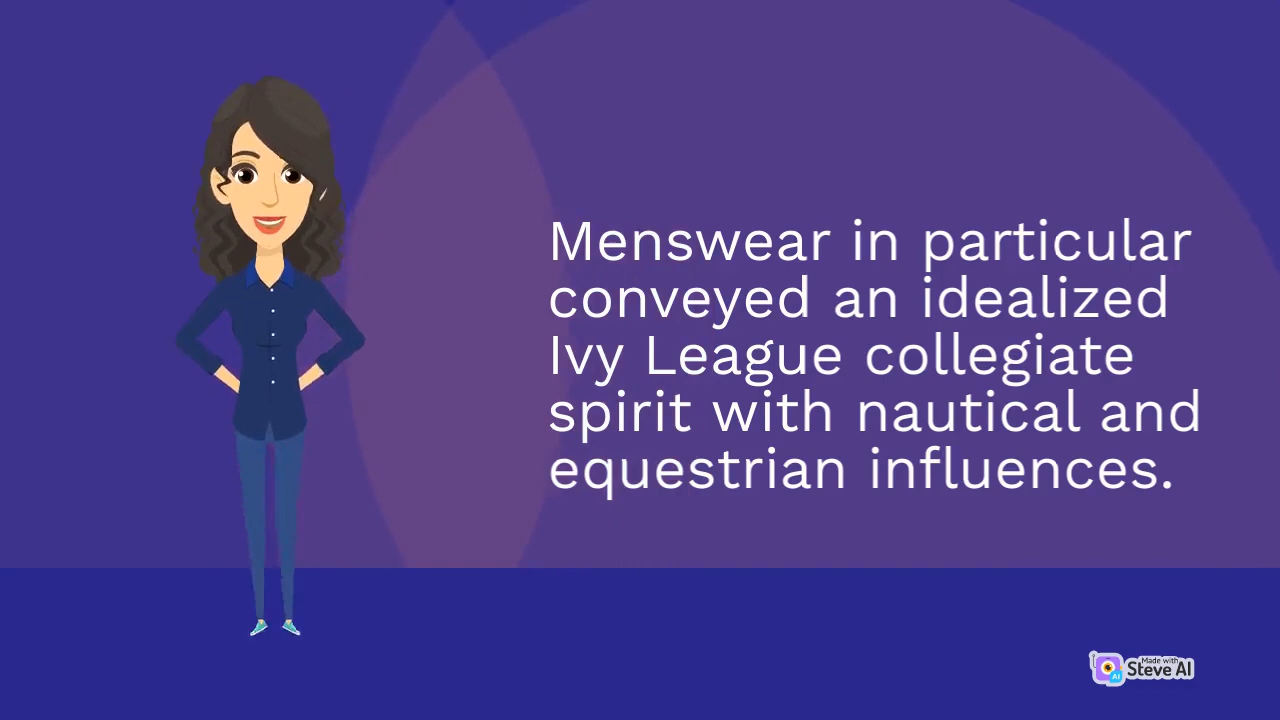 Menswear in particular
conveyed an idealized
Ivy League collegiate
spirit with nautical and
equestrian influences.
Made with
Steve AI
AI